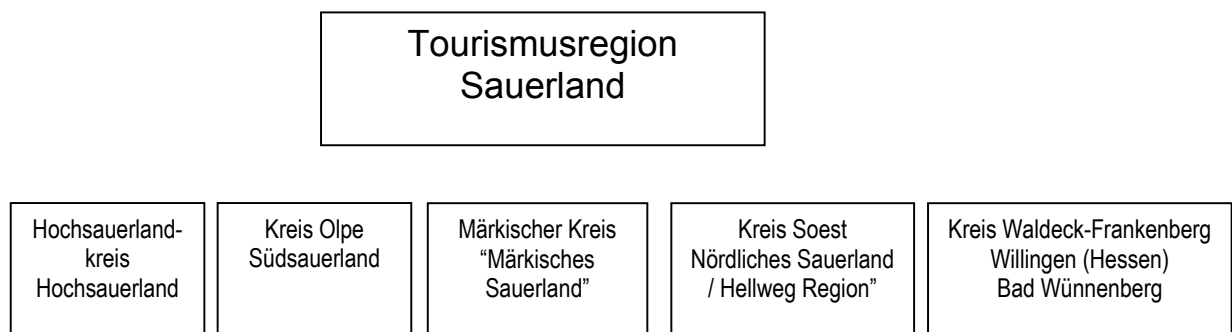 Tourismusregion
Sauerland
Hochsauerland-
kreis
Hochsauerland
Kreis Olpe
Südsauerland
Märkischer Kreis
“Märkisches
Sauerland”
Kreis Soest
Nördliches Sauerland
/ Hellweg Region”
Kreis Waldeck-Frankenberg
Willingen (Hessen)
Bad Wünnenberg